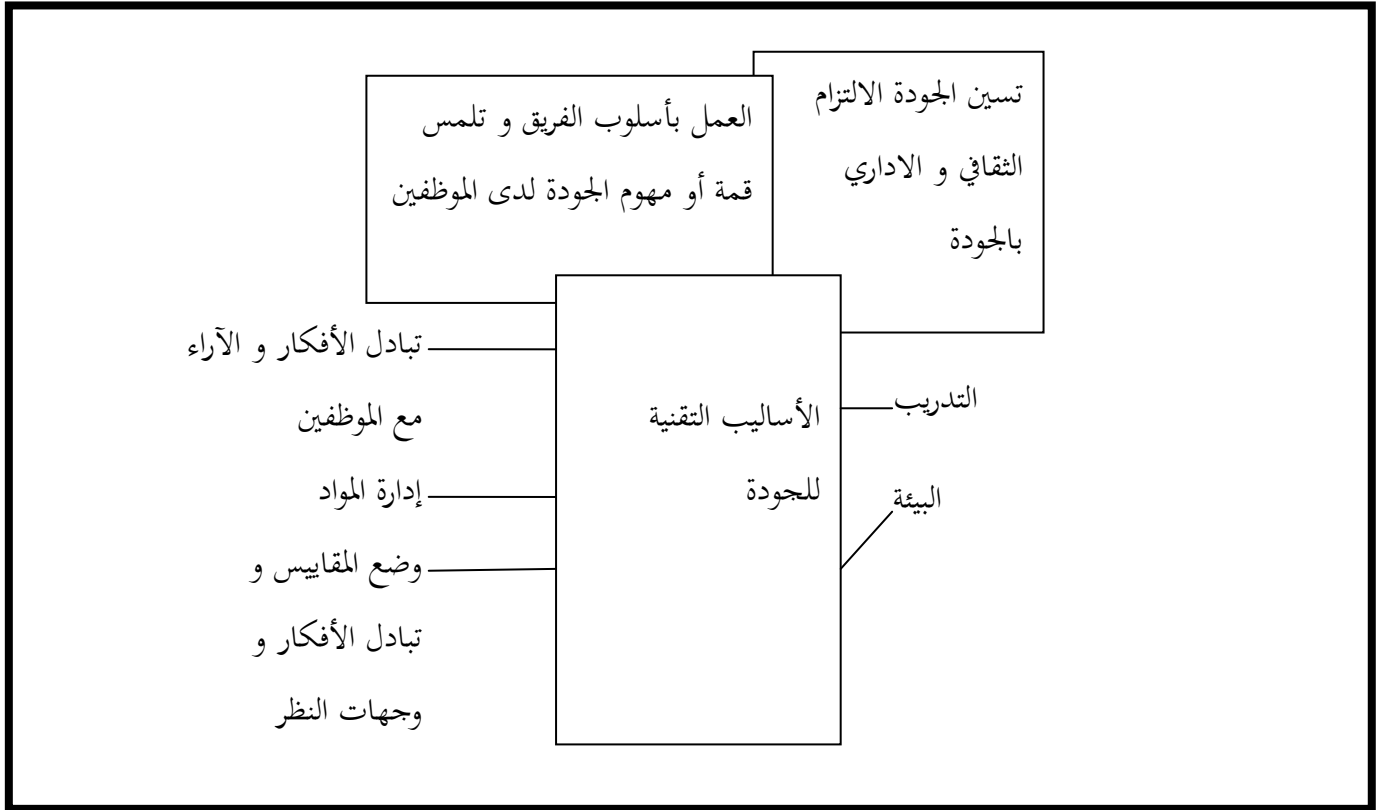 تسين الجودة الالتزام
الثقافي و الاداري
بالجودة
العمل بأسلوب الفريق و تلمس
قمة أو مهوم الجودة لدى الموظفين
الأساليب التقنية
للجودة
التدريب
البيئة
تبادل الأفكار و الآراء
مع الموظفين
إدارة المواد
وضع المقاييس و
تبادل الأفكار و
وجهات النظر